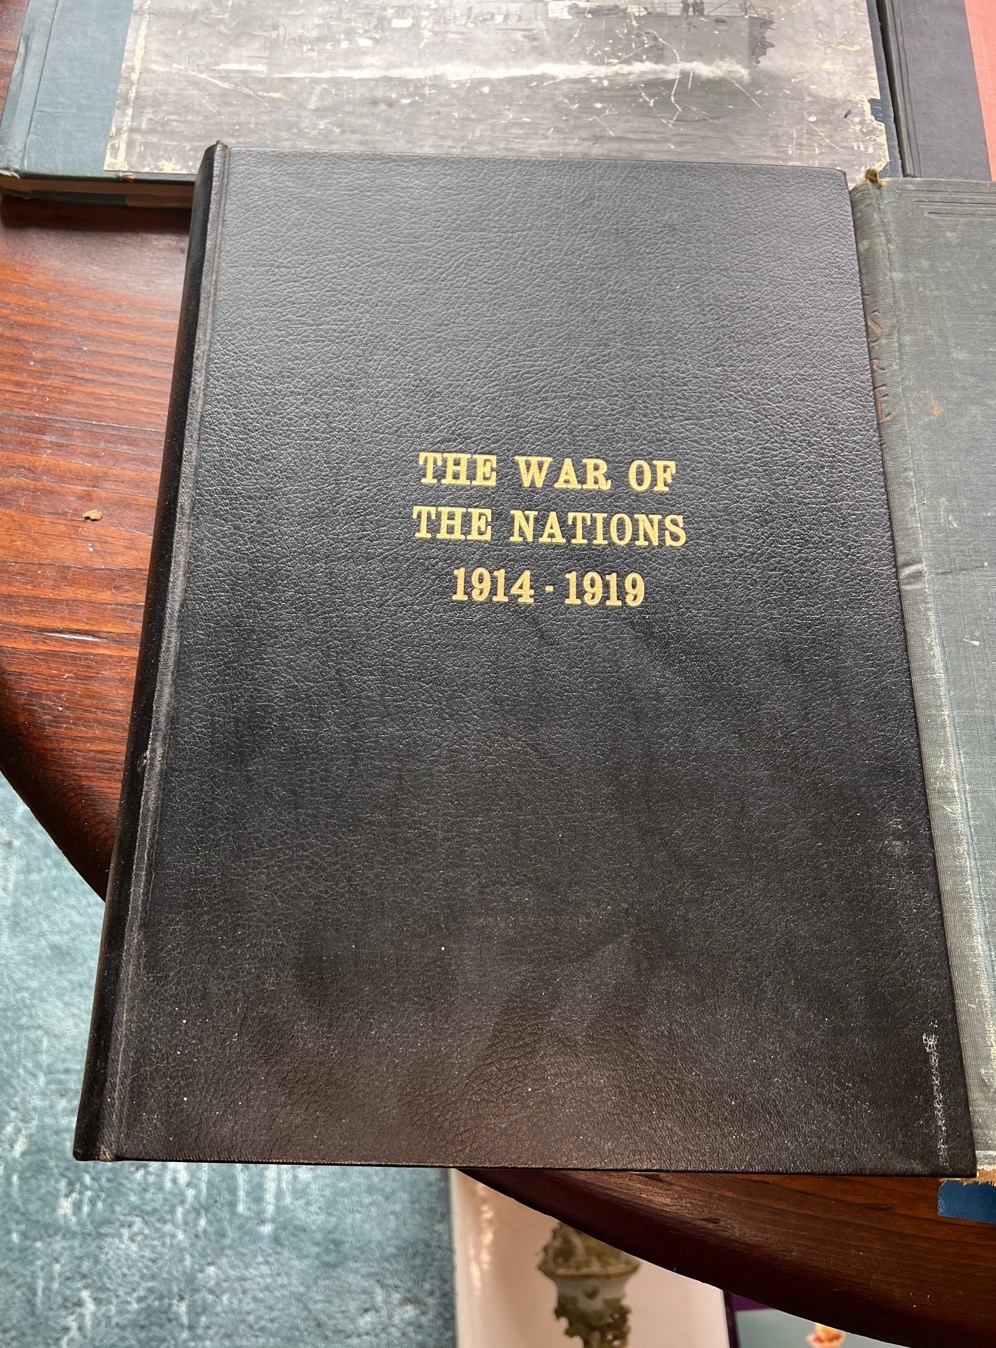 THE WAR OF
THE NATIONS
1914 - 1919